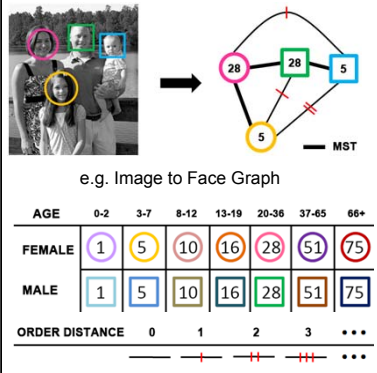 28
28
5
5
MST
e.g. Image to Face Graph
AGE 0-2 3-7 8-12 13-19 20-36 37-65 66+
FEMALE 1 5 10 16 28 51 75
MALE 1 5 10 16 28 51 75
ORDER DISTANCE 0 1 2 3 •••
•••